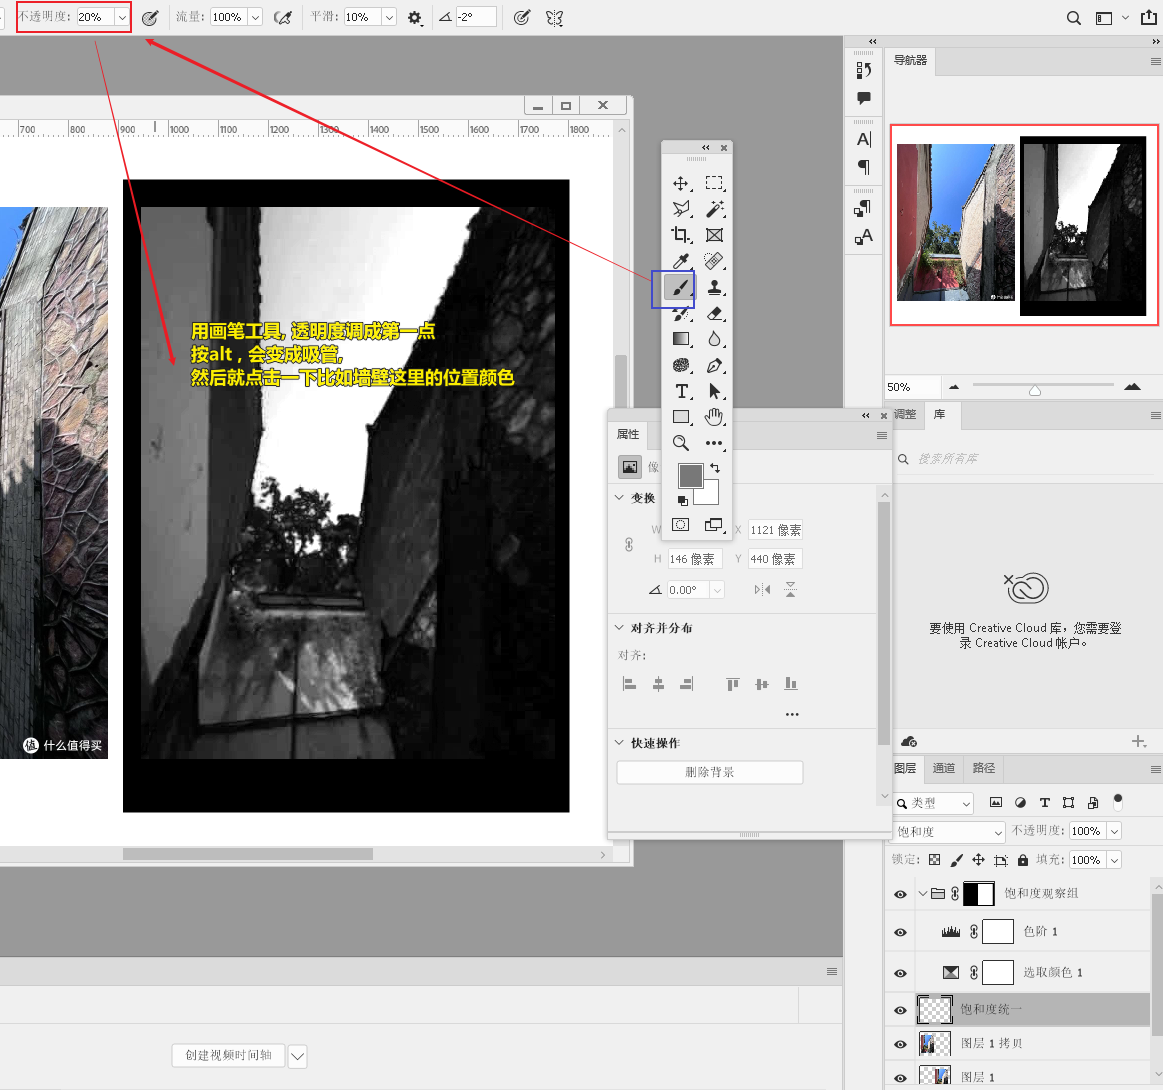 不透明度: 20% 流量: 100% 平滑: 10% -2°
导航器
700 800 900 1000 1100 1200 1300 1400 1500 1600 1700 1800
用画笔工具, 透明度调成第一点
按alt，会变成吸管,
然后就点击一下比如墙壁这里的位置颜色
值 什么值得买
50%
调整 库
搜索所有库
属性
像
变换
W X 1121 像素
H 146 像素 Y 440 像素
0.00°
对齐并分布
对齐:
快速操作
删除背景
要使用 Creative Cloud 库，您需要登
录 Creative Cloud 帐户。
图层 通道 路径
类型
饱和度 不透明度: 100%
锁定: 填充: 100%
饱和度观察组
色阶 1
选取颜色 1
饱和度统一
图层 1 拷贝
图层 1
创建视频时间轴